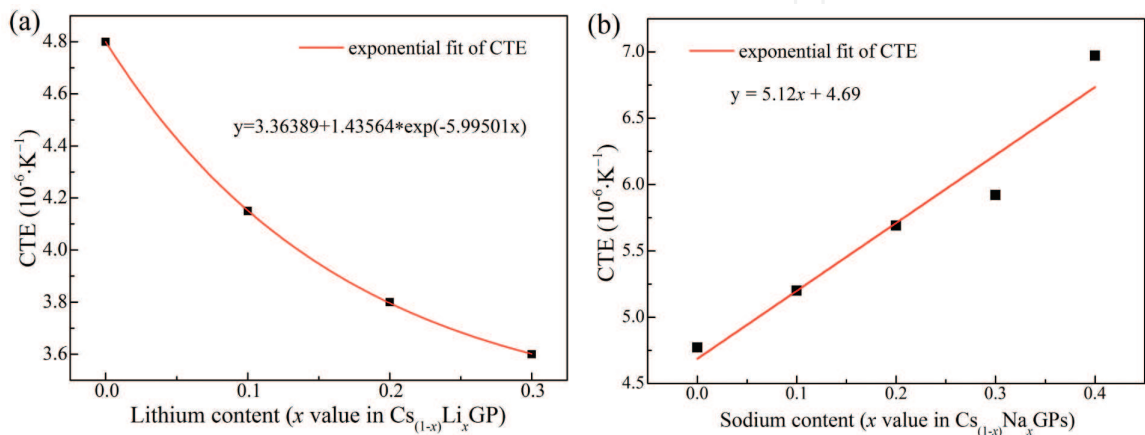 (a)
4.8
4.6
4.4
4.2
4.0
3.8
3.6
CTE (10⁻⁶·K⁻¹)
exponential fit of CTE
y=3.36389+1.43564*exp(-5.99501x)
0.0 0.1 0.2 0.3
Lithium content (x value in Cs₍₁₋ₓ₎LiₓGP)
(b)
7.0
6.75
6.5
6.0
5.75
5.5
5.0
4.5
CTE (10⁻⁶·K⁻¹)
exponential fit of CTE
y = 5.12x + 4.69
0.0 0.1 0.2 0.3 0.4
Sodium content (x value in Cs₍₁₋ₓ₎NaₓGPs)